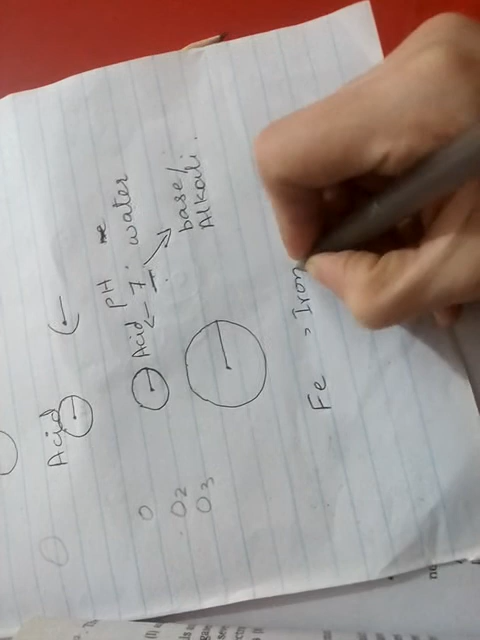 Acid
pH
Acid ← 7 : water
base/
Alkali.
O
O2
O3
Fe = Iron